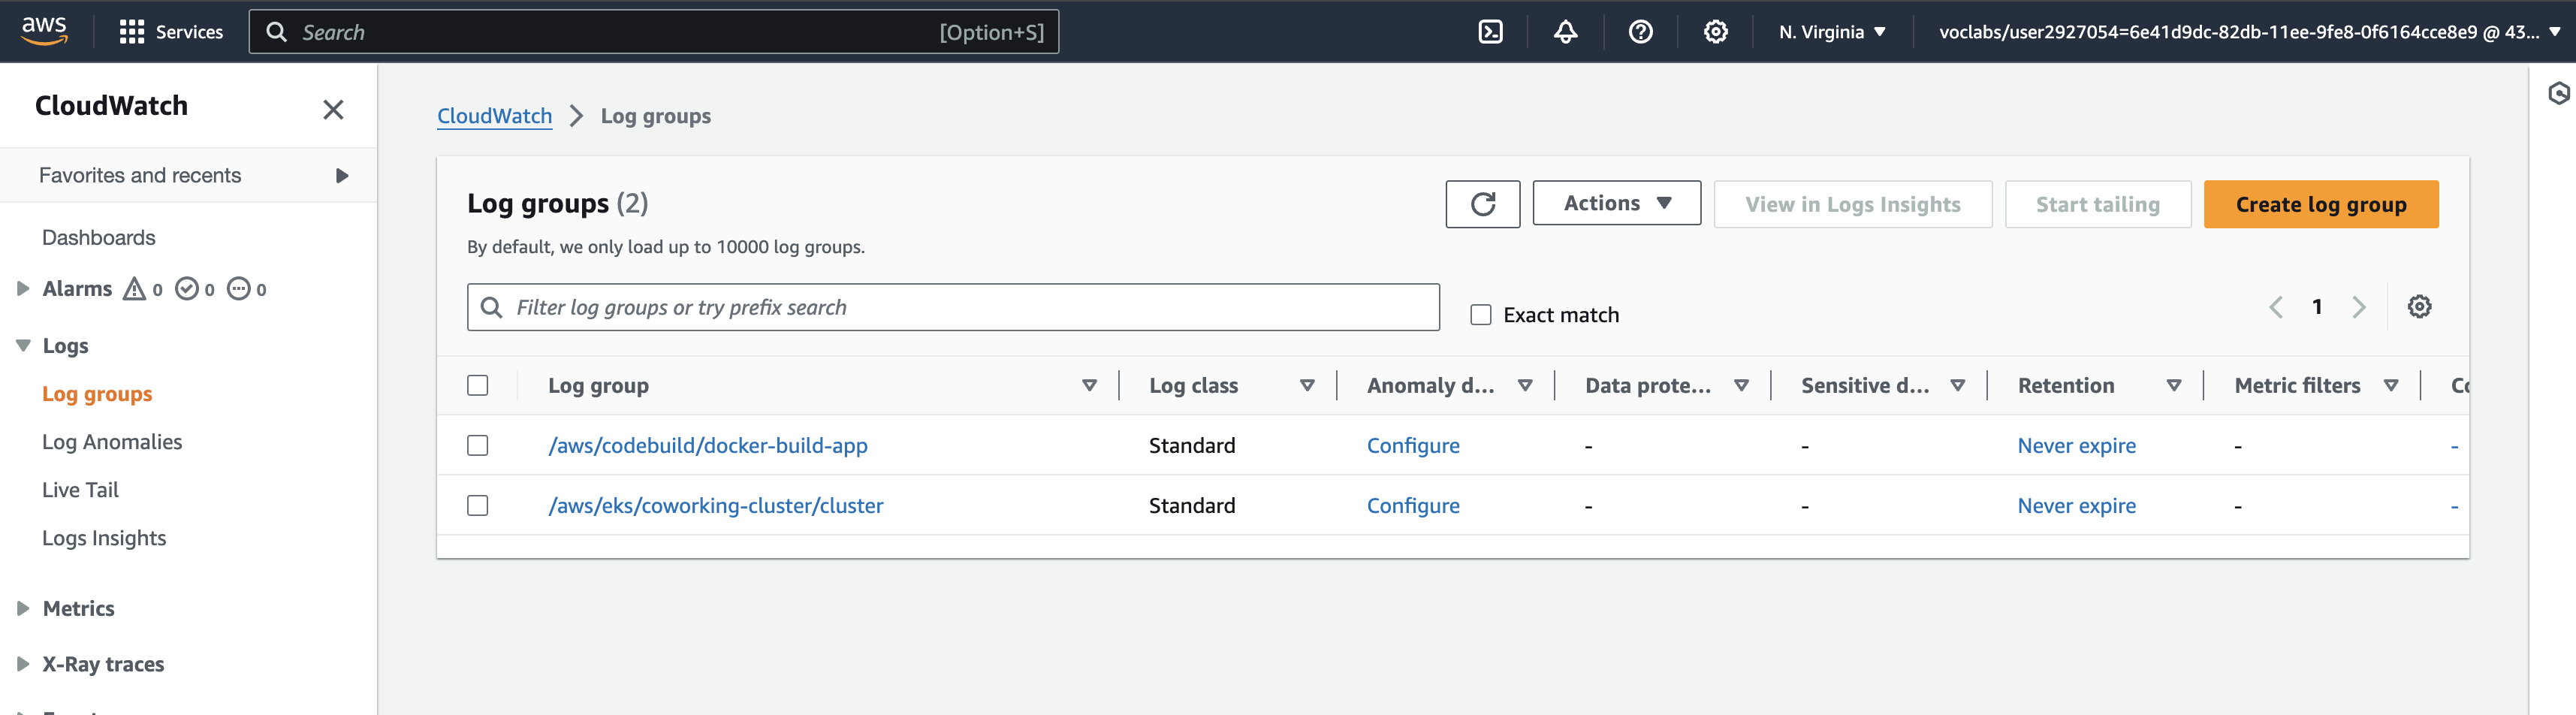 aws
Services
Search
[Option+S]
N. Virginia
voclabs/user2927054=6e41d9dc-82db-11ee-9fe8-0f6164cce8e9 @ 43...
CloudWatch
Favorites and recents
Dashboards
Alarms 0 0 0
Logs
Log groups
Log Anomalies
Live Tail
Logs Insights
Metrics
X-Ray traces
CloudWatch
Log groups
Log groups (2)
By default, we only load up to 10000 log groups.
Actions
View in Logs Insights
Start tailing
Create log group
Filter log groups or try prefix search
Exact match
1
Log group Log class Anomaly d... Data prote... Sensitive d... Retention Metric filters
/aws/codebuild/docker-build-app Standard Configure - - Never expire - -
/aws/eks/coworking-cluster/cluster Standard Configure - - Never expire - -